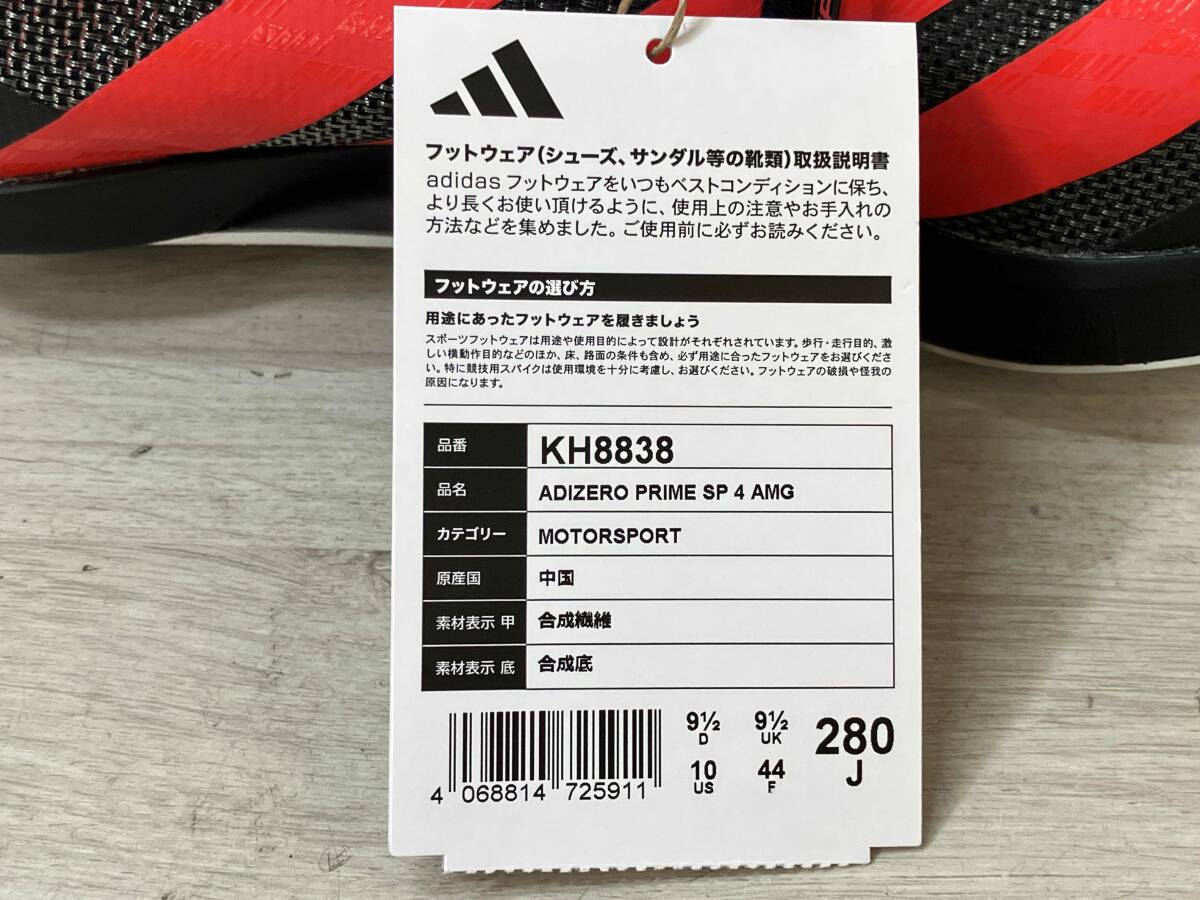 フットウェア(シューズ、サンダル等の靴類)取扱説明書
adidas フットウェアをいつもベストコンディションに保ち、
より長くお使い頂けるように、使用上の注意やお手入れの
方法などを集めました。ご使用前に必ずお読みください。
フットウェアの選び方
用途にあったフットウェアを履きましょう
スポーツフットウェアは用途や使用目的によって設計がそれぞれされています。歩行・走行目的、激
しい横動作目的などのほか、床、路面の条件も含め、必ず用途に合ったフットウェアをお選びくださ
い。特に競技用スパイクは使用環境を十分に考慮し、お選びください。フットウェアの破損や怪我の
原因になります。
品番 KH8838
品名 ADIZERO PRIME SP 4 AMG
カテゴリー MOTORSPORT
原産国 中国
素材表示 甲 合成繊維
素材表示 底 合成底
9½ D 9½ UK 280 J
10 US 44 F
4 068814 725911